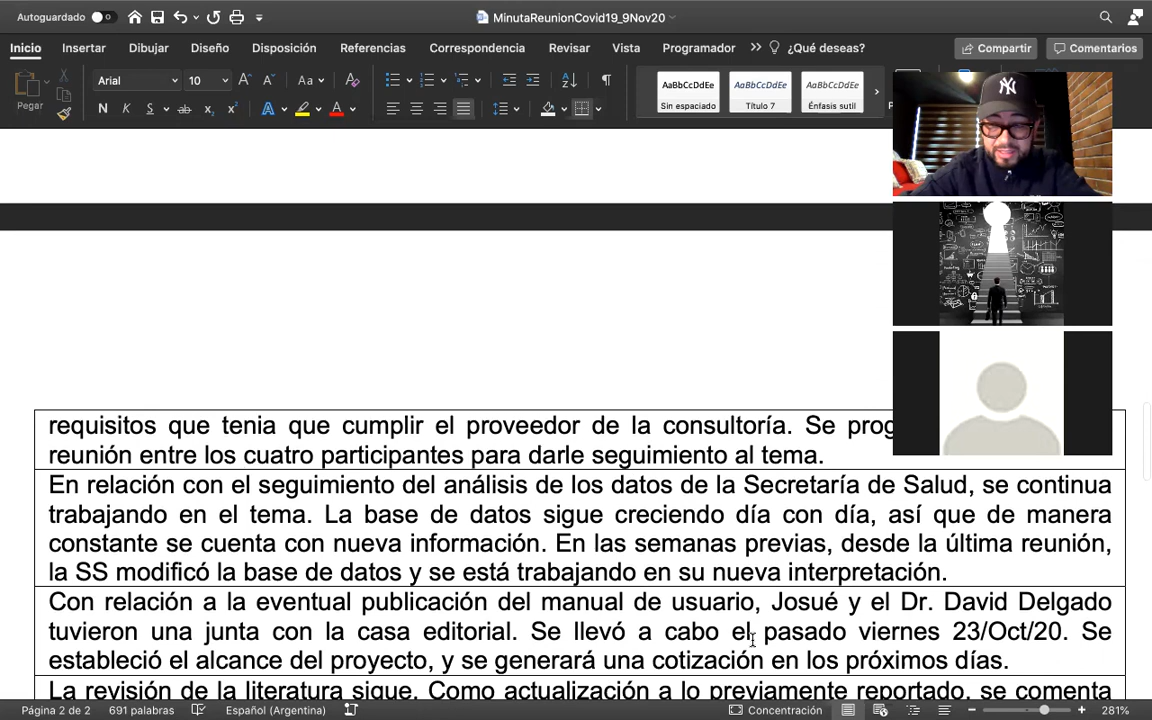 Autoguardado
MinutaReunionCovid19_9Nov20
Inicio Insertar Dibujar Diseño Disposición Referencias Correspondencia Revisar Vista Programador ¿Qué deseas?
Compartir Comentarios
Pegar
Arial 10
AaBbCcDdEe AaBbCcDdEe AaBbCcDdEe
Sin espaciado Título 7 Énfasis sutil
requisitos que tenia que cumplir el proveedor de la consultoría. Se
reunión entre los cuatro participantes para darle seguimiento al tema.
En relación con el seguimiento del análisis de los datos de la Secretaría de Salud, se continua
trabajando en el tema. La base de datos sigue creciendo día con día, así que de manera
constante se cuenta con nueva información. En las semanas previas, desde la última reunión,
la SS modificó la base de datos y se está trabajando en su nueva interpretación.
Con relación a la eventual publicación del manual de usuario, Josué y el Dr. David Delgado
tuvieron una junta con la casa editorial. Se llevó a cabo el pasado viernes 23/Oct/20. Se
estableció el alcance del proyecto, y se generará una cotización en los próximos días.
La revisión de la literatura sigue. Como actualización a lo previamente reportado, se comenta
Página 2 de 2 691 palabras Español (Argentina) Concentración 281%